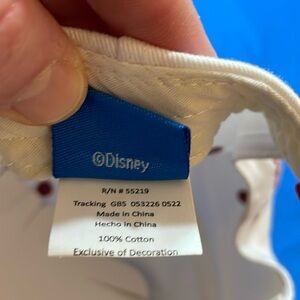 ©Disney
R/N # 55219
Tracking GBS 053226 0522
Made in China
Hecho in China
100% Cotton
Exclusive of Decoration